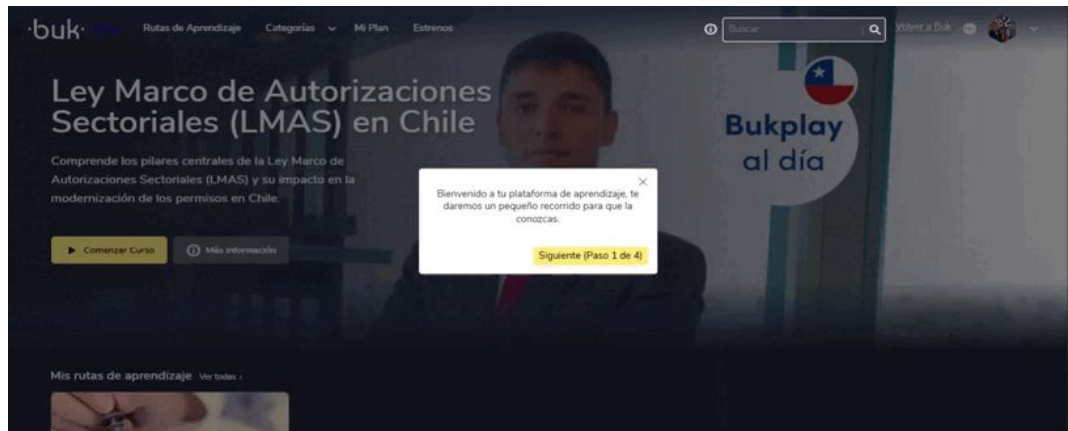 ·buk·
Rutas de Aprendizaje
Categorías
Mi Plan
Estrenos
Buscar
Volver a Buk
Ley Marco de Autorizaciones
Sectoriales (LMAS) en Chile
Comprende los pilares centrales de la Ley Marco de
Autorizaciones Sectoriales (LMAS) y su impacto en la
modernización de los permisos en Chile.
Comenzar Curso
Más información
Bukplay
al día
Bienvenido a tu plataforma de aprendizaje, te
daremos un pequeño recorrido para que la
conozcas.
Siguiente (Paso 1 de 4)
Mis rutas de aprendizaje Ver todas ›